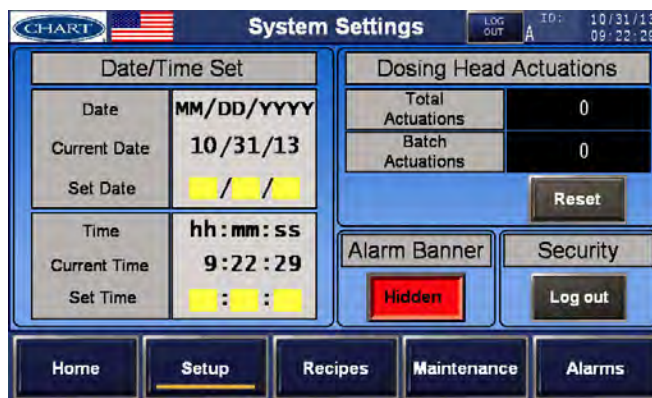 CHART
System Settings
LOG OUT
A
ID:
10/31/13
09:22:29
Date/Time Set
Date
MM/DD/YYYY
Current Date
10/31/13
Set Date
/ /
Time
hh:mm:ss
Current Time
9:22:29
Set Time
: :
Dosing Head Actuations
Total Actuations
0
Batch Actuations
0
Reset
Alarm Banner
Hidden
Security
Log out
Home
Setup
Recipes
Maintenance
Alarms